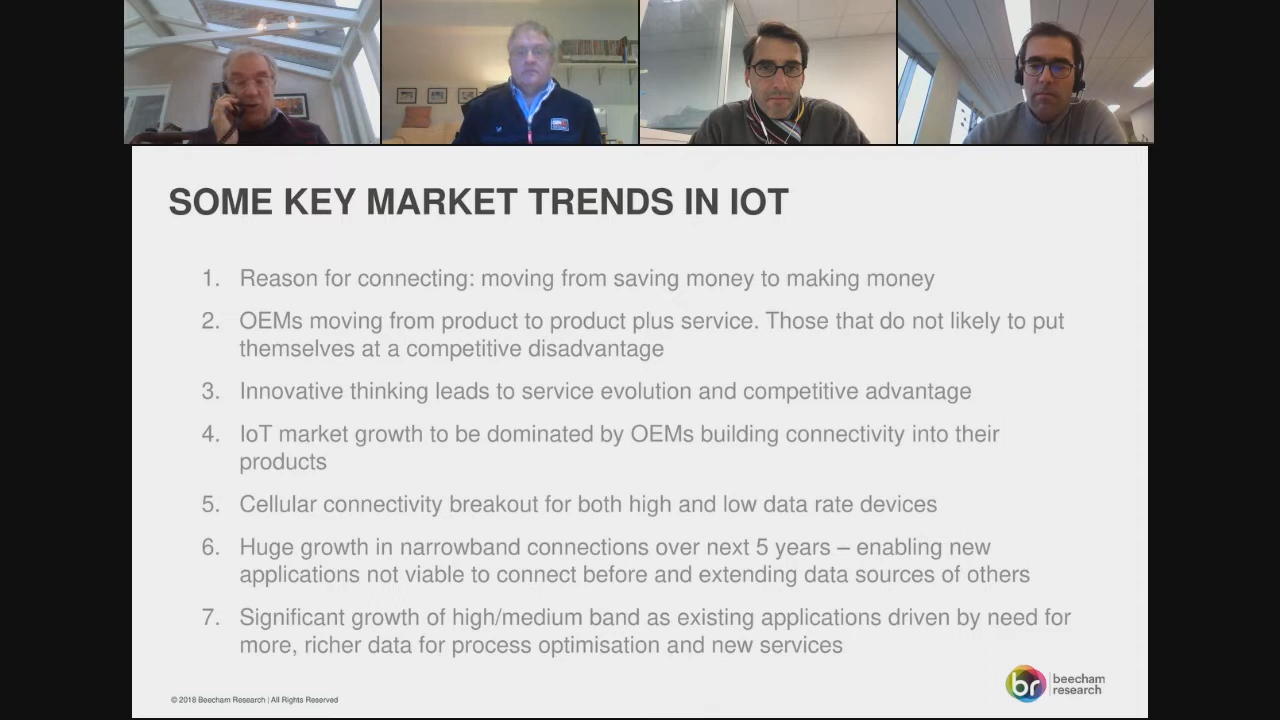 SOME KEY MARKET TRENDS IN IOT
1. Reason for connecting: moving from saving money to making money
2. OEMs moving from product to product plus service. Those that do not likely to put
themselves at a competitive disadvantage
3. Innovative thinking leads to service evolution and competitive advantage
4. IoT market growth to be dominated by OEMs building connectivity into their
products
5. Cellular connectivity breakout for both high and low data rate devices
6. Huge growth in narrowband connections over next 5 years – enabling new
applications not viable to connect before and extending data sources of others
7. Significant growth of high/medium band as existing applications driven by need for
more, richer data for process optimisation and new services
© 2018 Beecham Research | All Rights Reserved
br beecham
research